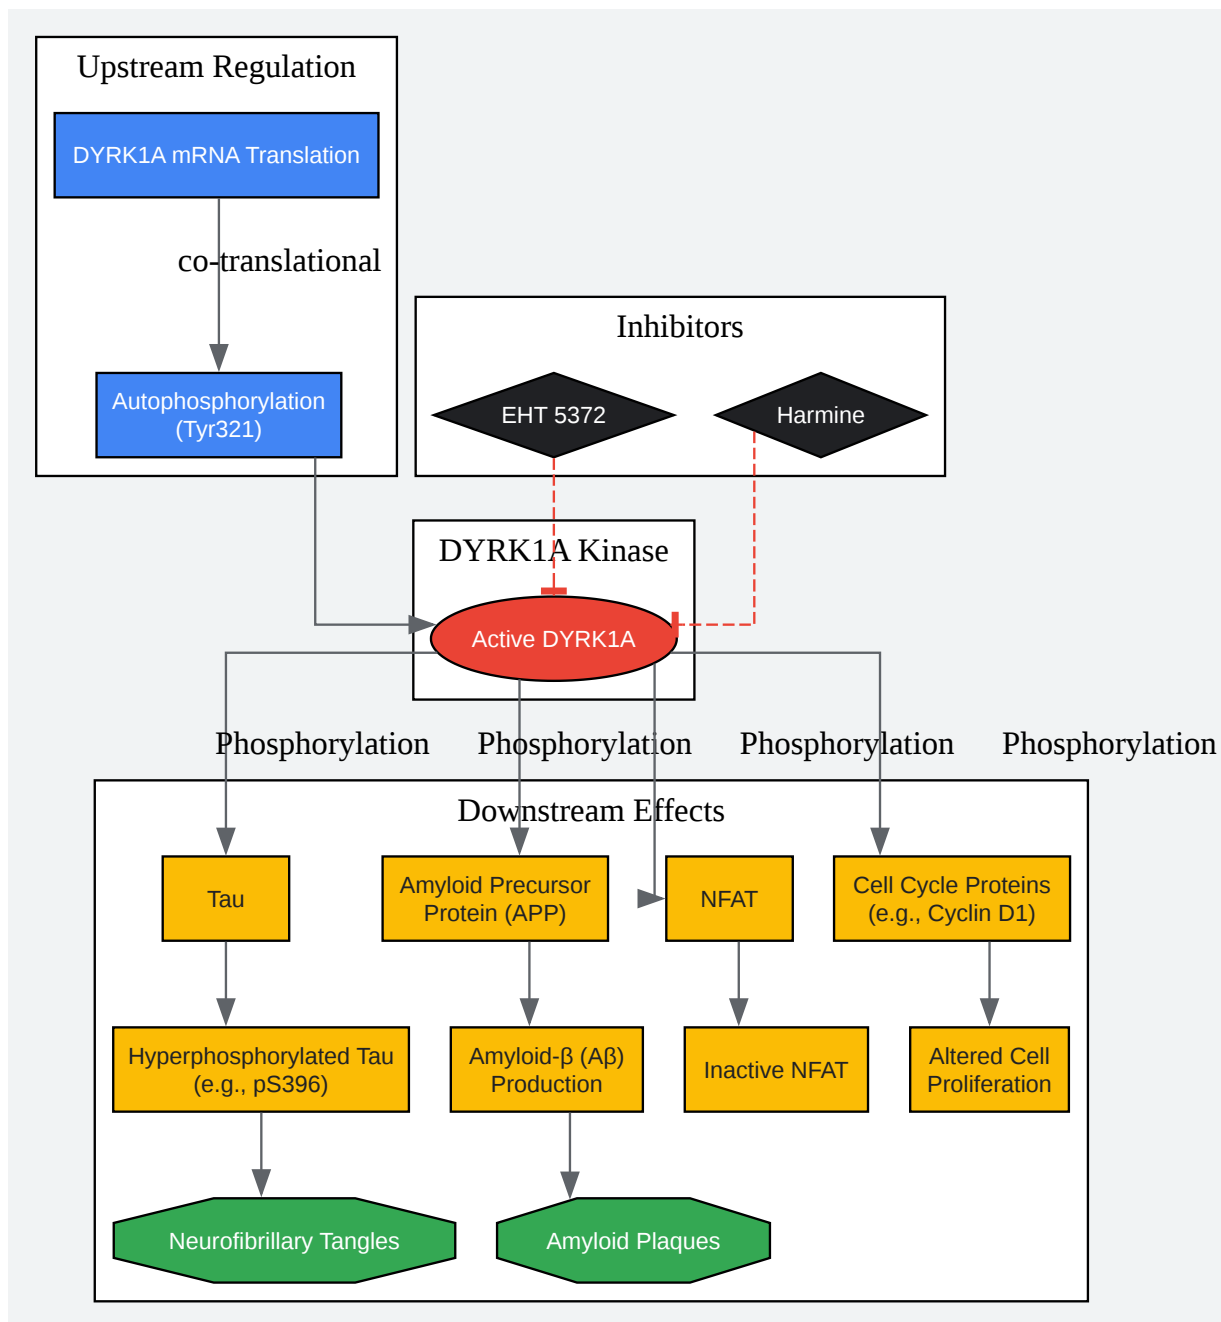 Upstream Regulation
DYRK1A mRNA Translation
co-translational
Autophosphorylation
(Tyr321)
Inhibitors
EHT 5372
Harmine
DYRK1A Kinase
Active DYRK1A
Phosphorylation
Phosphorylation
Phosphorylation
Phosphorylation
Downstream Effects
Tau
Amyloid Precursor
Protein (APP)
NFAT
Cell Cycle Proteins
(e.g., Cyclin D1)
Hyperphosphorylated Tau
(e.g., pS396)
Amyloid-β (Aβ)
Production
Inactive NFAT
Altered Cell
Proliferation
Neurofibrillary Tangles
Amyloid Plaques